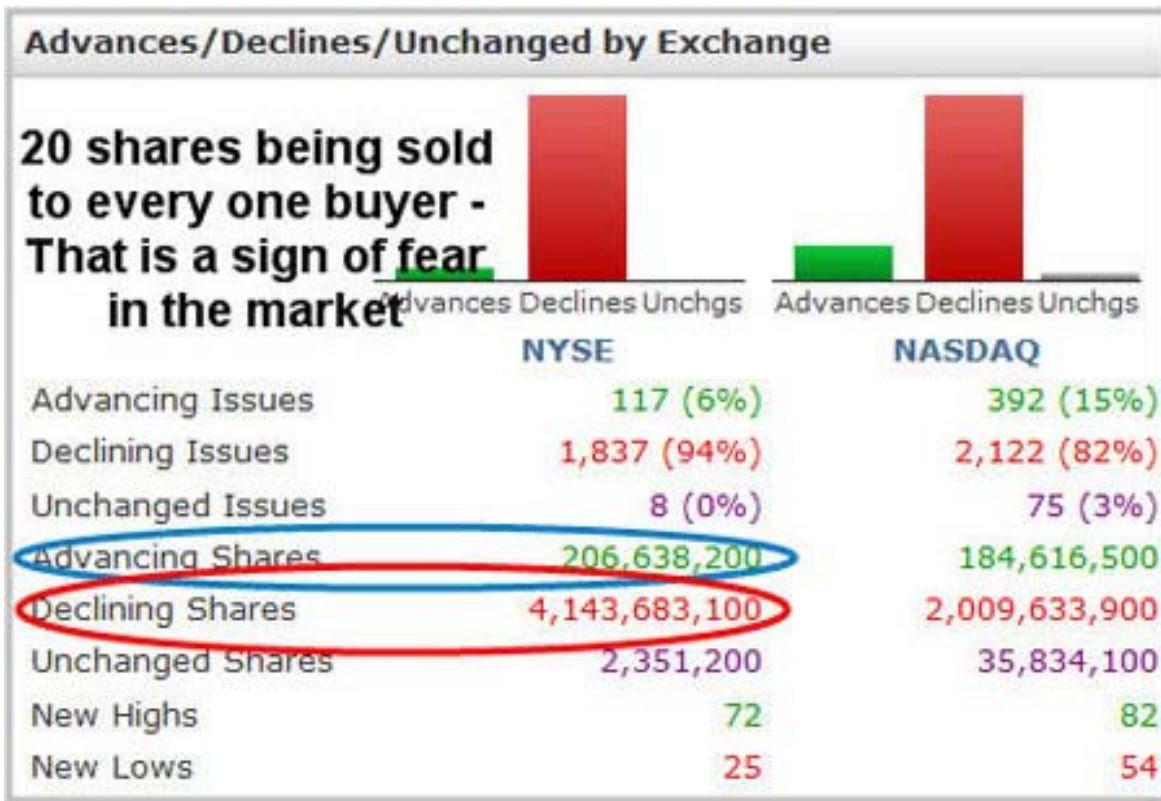 Advances/Declines/Unchanged by Exchange
20 shares being sold
to every one buyer -
That is a sign of fear
in the market
Advances Declines Unchgs Advances Declines Unchgs
NYSE NASDAQ
Advancing Issues 117 (6%) 392 (15%)
Declining Issues 1,837 (94%) 2,122 (82%)
Unchanged Issues 8 (0%) 75 (3%)
Advancing Shares 206,638,200 184,616,500
Declining Shares 4,143,683,100 2,009,633,900
Unchanged Shares 2,351,200 35,834,100
New Highs 72 82
New Lows 25 54